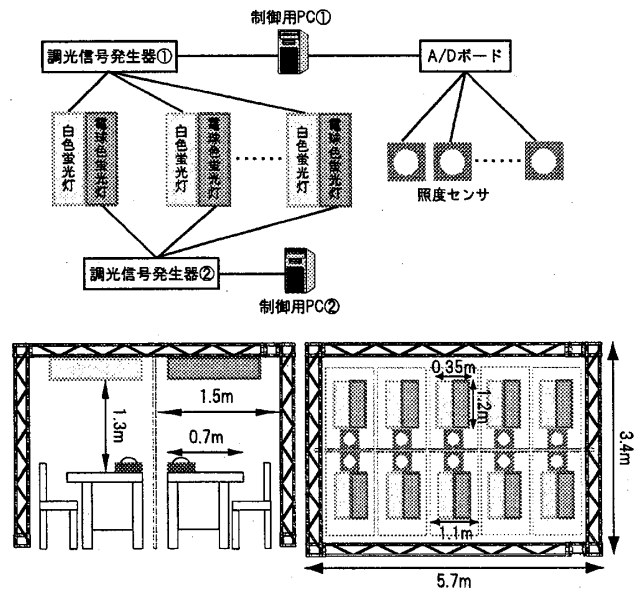 制御用PC①
調光信号発生器①
A/Dボード
白色蛍光灯
電球色蛍光灯
白色蛍光灯
電球色蛍光灯
白色蛍光灯
電球色蛍光灯
照度センサ
調光信号発生器②
制御用PC②
1.3m
1.5m
0.7m
0.35m
1.2m
1.1m
3.4m
5.7m